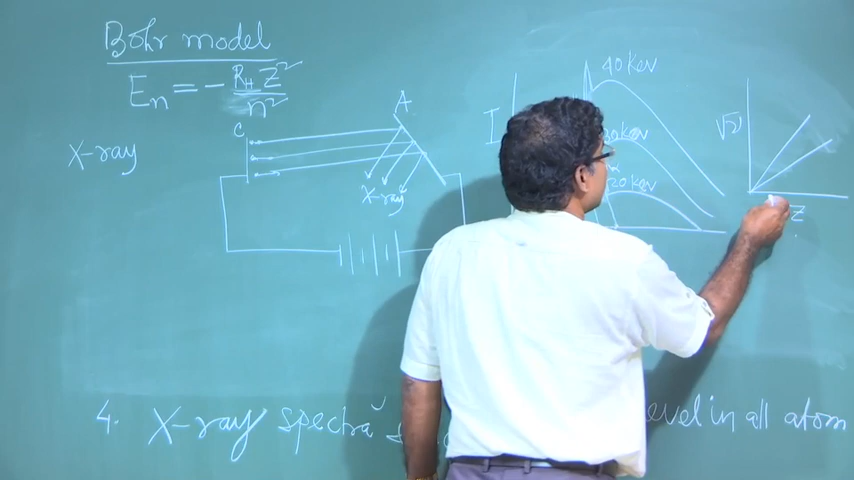 Bohr model
Eₙ = - R_H Z² / n²
X-ray
C
A
X-ray
I
40 Kev
30 Kev
20 Kev
√ν
Z
4. X-ray spectra
level in all atom